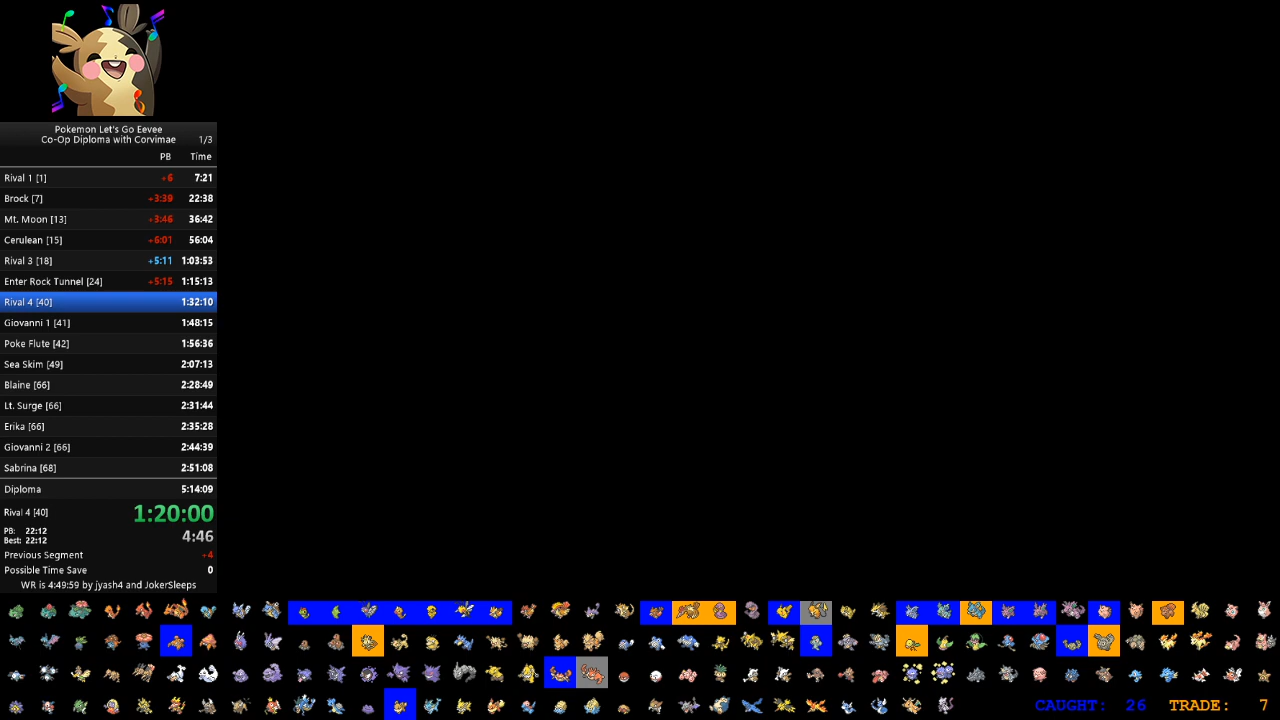 Pokemon Let's Go Eevee
Co-Op Diploma with Corvimae 1/3
PB Time
Rival 1 [1] +6 7:21
Brock [7] +3:39 22:38
Mt. Moon [13] +3:46 36:42
Cerulean [15] +6:01 56:04
Rival 3 [18] +5:11 1:03:53
Enter Rock Tunnel [24] +5:15 1:15:13
Rival 4 [40] 1:32:10
Giovanni 1 [41] 1:48:15
Poke Flute [42] 1:56:36
Sea Skim [49] 2:07:13
Blaine [66] 2:28:49
Lt. Surge [66] 2:31:44
Erika [66] 2:35:28
Giovanni 2 [66] 2:44:39
Sabrina [68] 2:51:08
Diploma 5:14:09
Rival 4 [40] 1:20:00
PB: 22:12
Best: 22:12 4:46
Previous Segment +4
Possible Time Save 0
WR is 4:49:59 by jyash4 and JokerSleeps
CAUGHT: 26 TRADE: 7